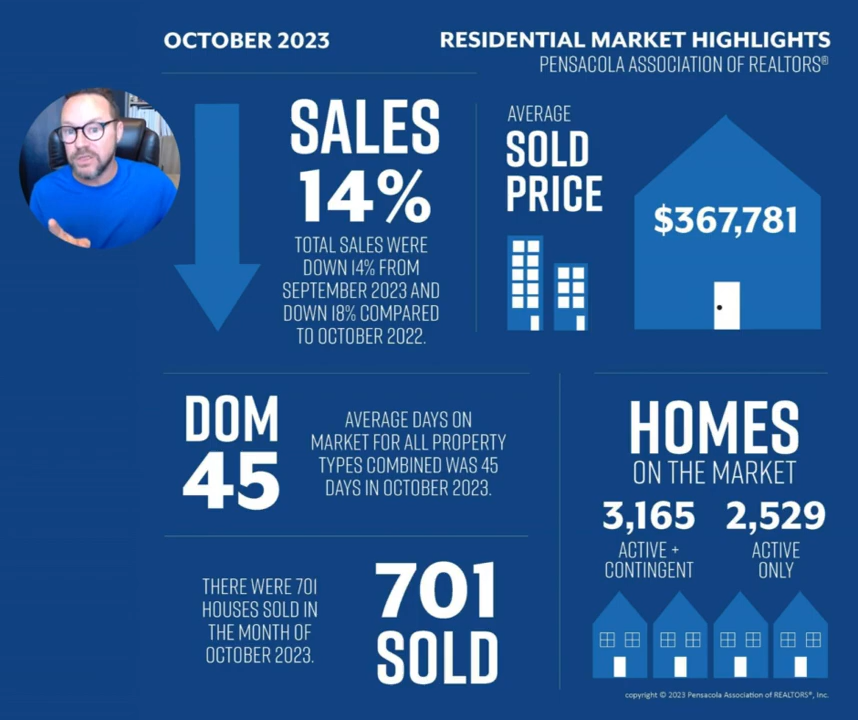 OCTOBER 2023
RESIDENTIAL MARKET HIGHLIGHTS
PENSACOLA ASSOCIATION OF REALTORS®
SALES
14%
TOTAL SALES WERE
DOWN 14% FROM
SEPTEMBER 2023 AND
DOWN 18% COMPARED
TO OCTOBER 2022.
AVERAGE
SOLD
PRICE
$367,781
DOM
45
AVERAGE DAYS ON
MARKET FOR ALL PROPERTY
TYPES COMBINED WAS 45
DAYS IN OCTOBER 2023.
HOMES
ON THE MARKET
3,165
ACTIVE +
CONTINGENT
2,529
ACTIVE
ONLY
THERE WERE 701
HOUSES SOLD IN
THE MONTH OF
OCTOBER 2023.
701
SOLD
copyright © 2023 Pensacola Association of REALTORS®, Inc.